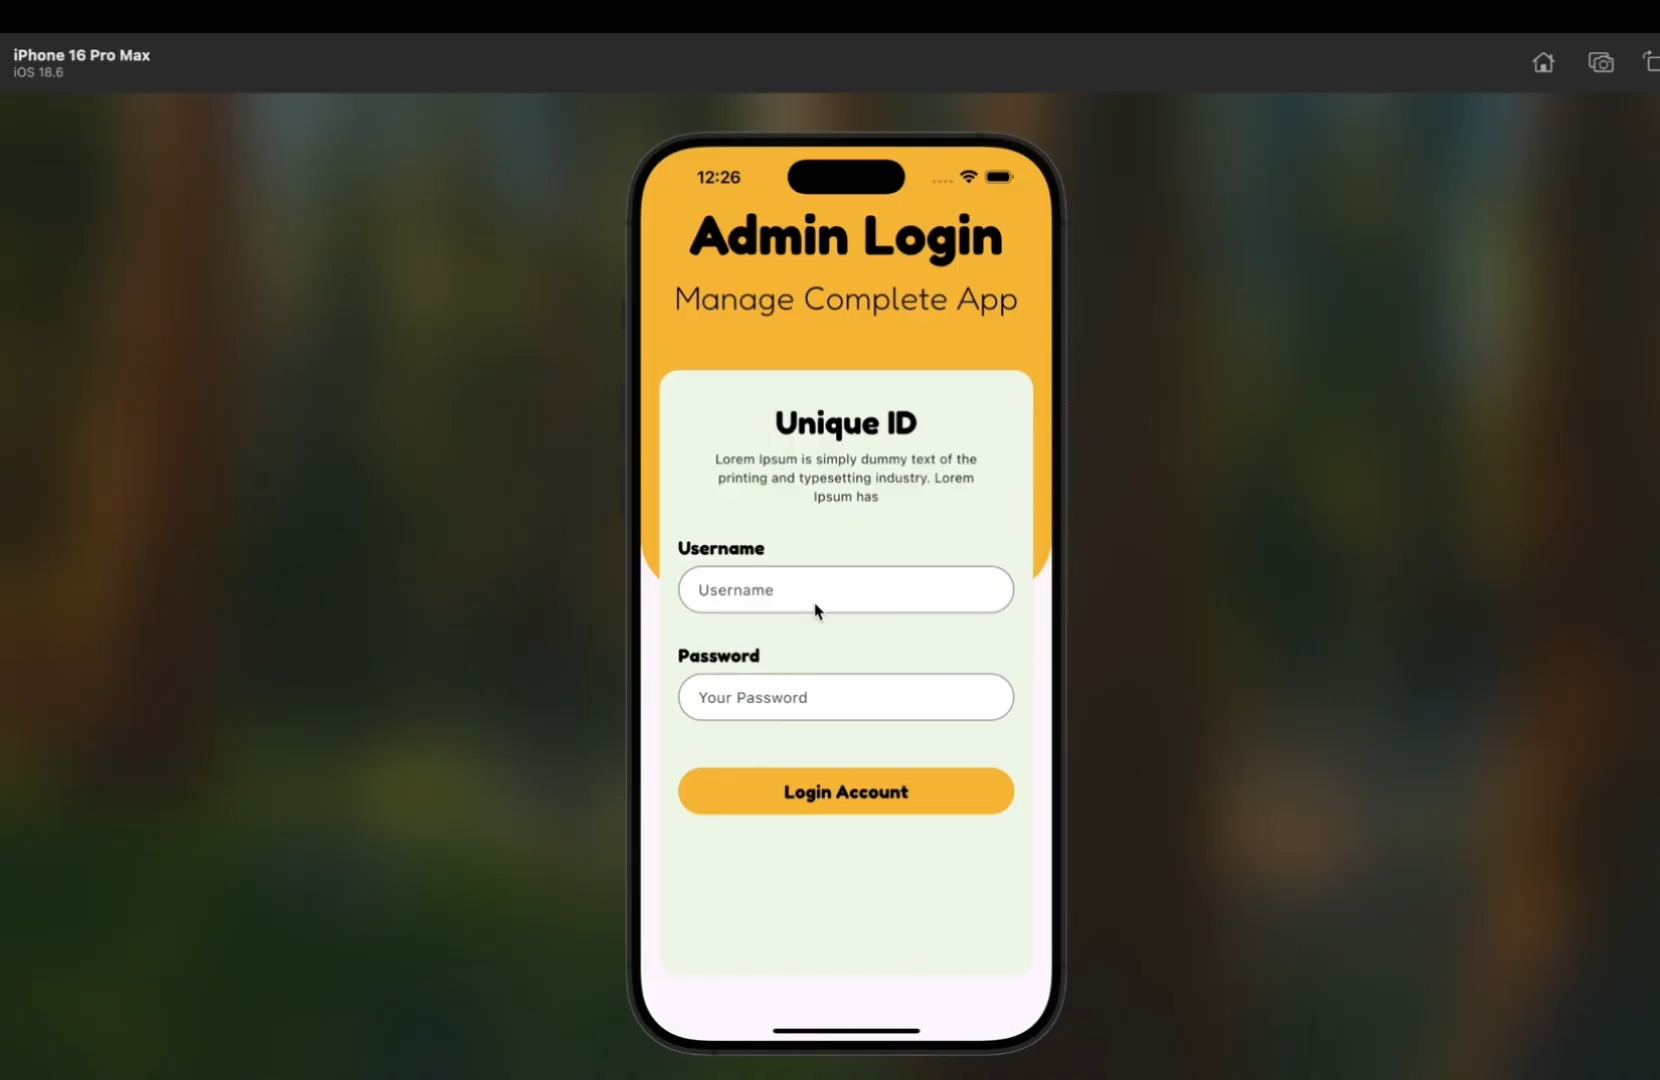 iPhone 16 Pro Max
iOS 18.6
12:26
Admin Login
Manage Complete App
Unique ID
Lorem Ipsum is simply dummy text of the
printing and typesetting industry. Lorem
Ipsum has
Username
Username
Password
Your Password
Login Account